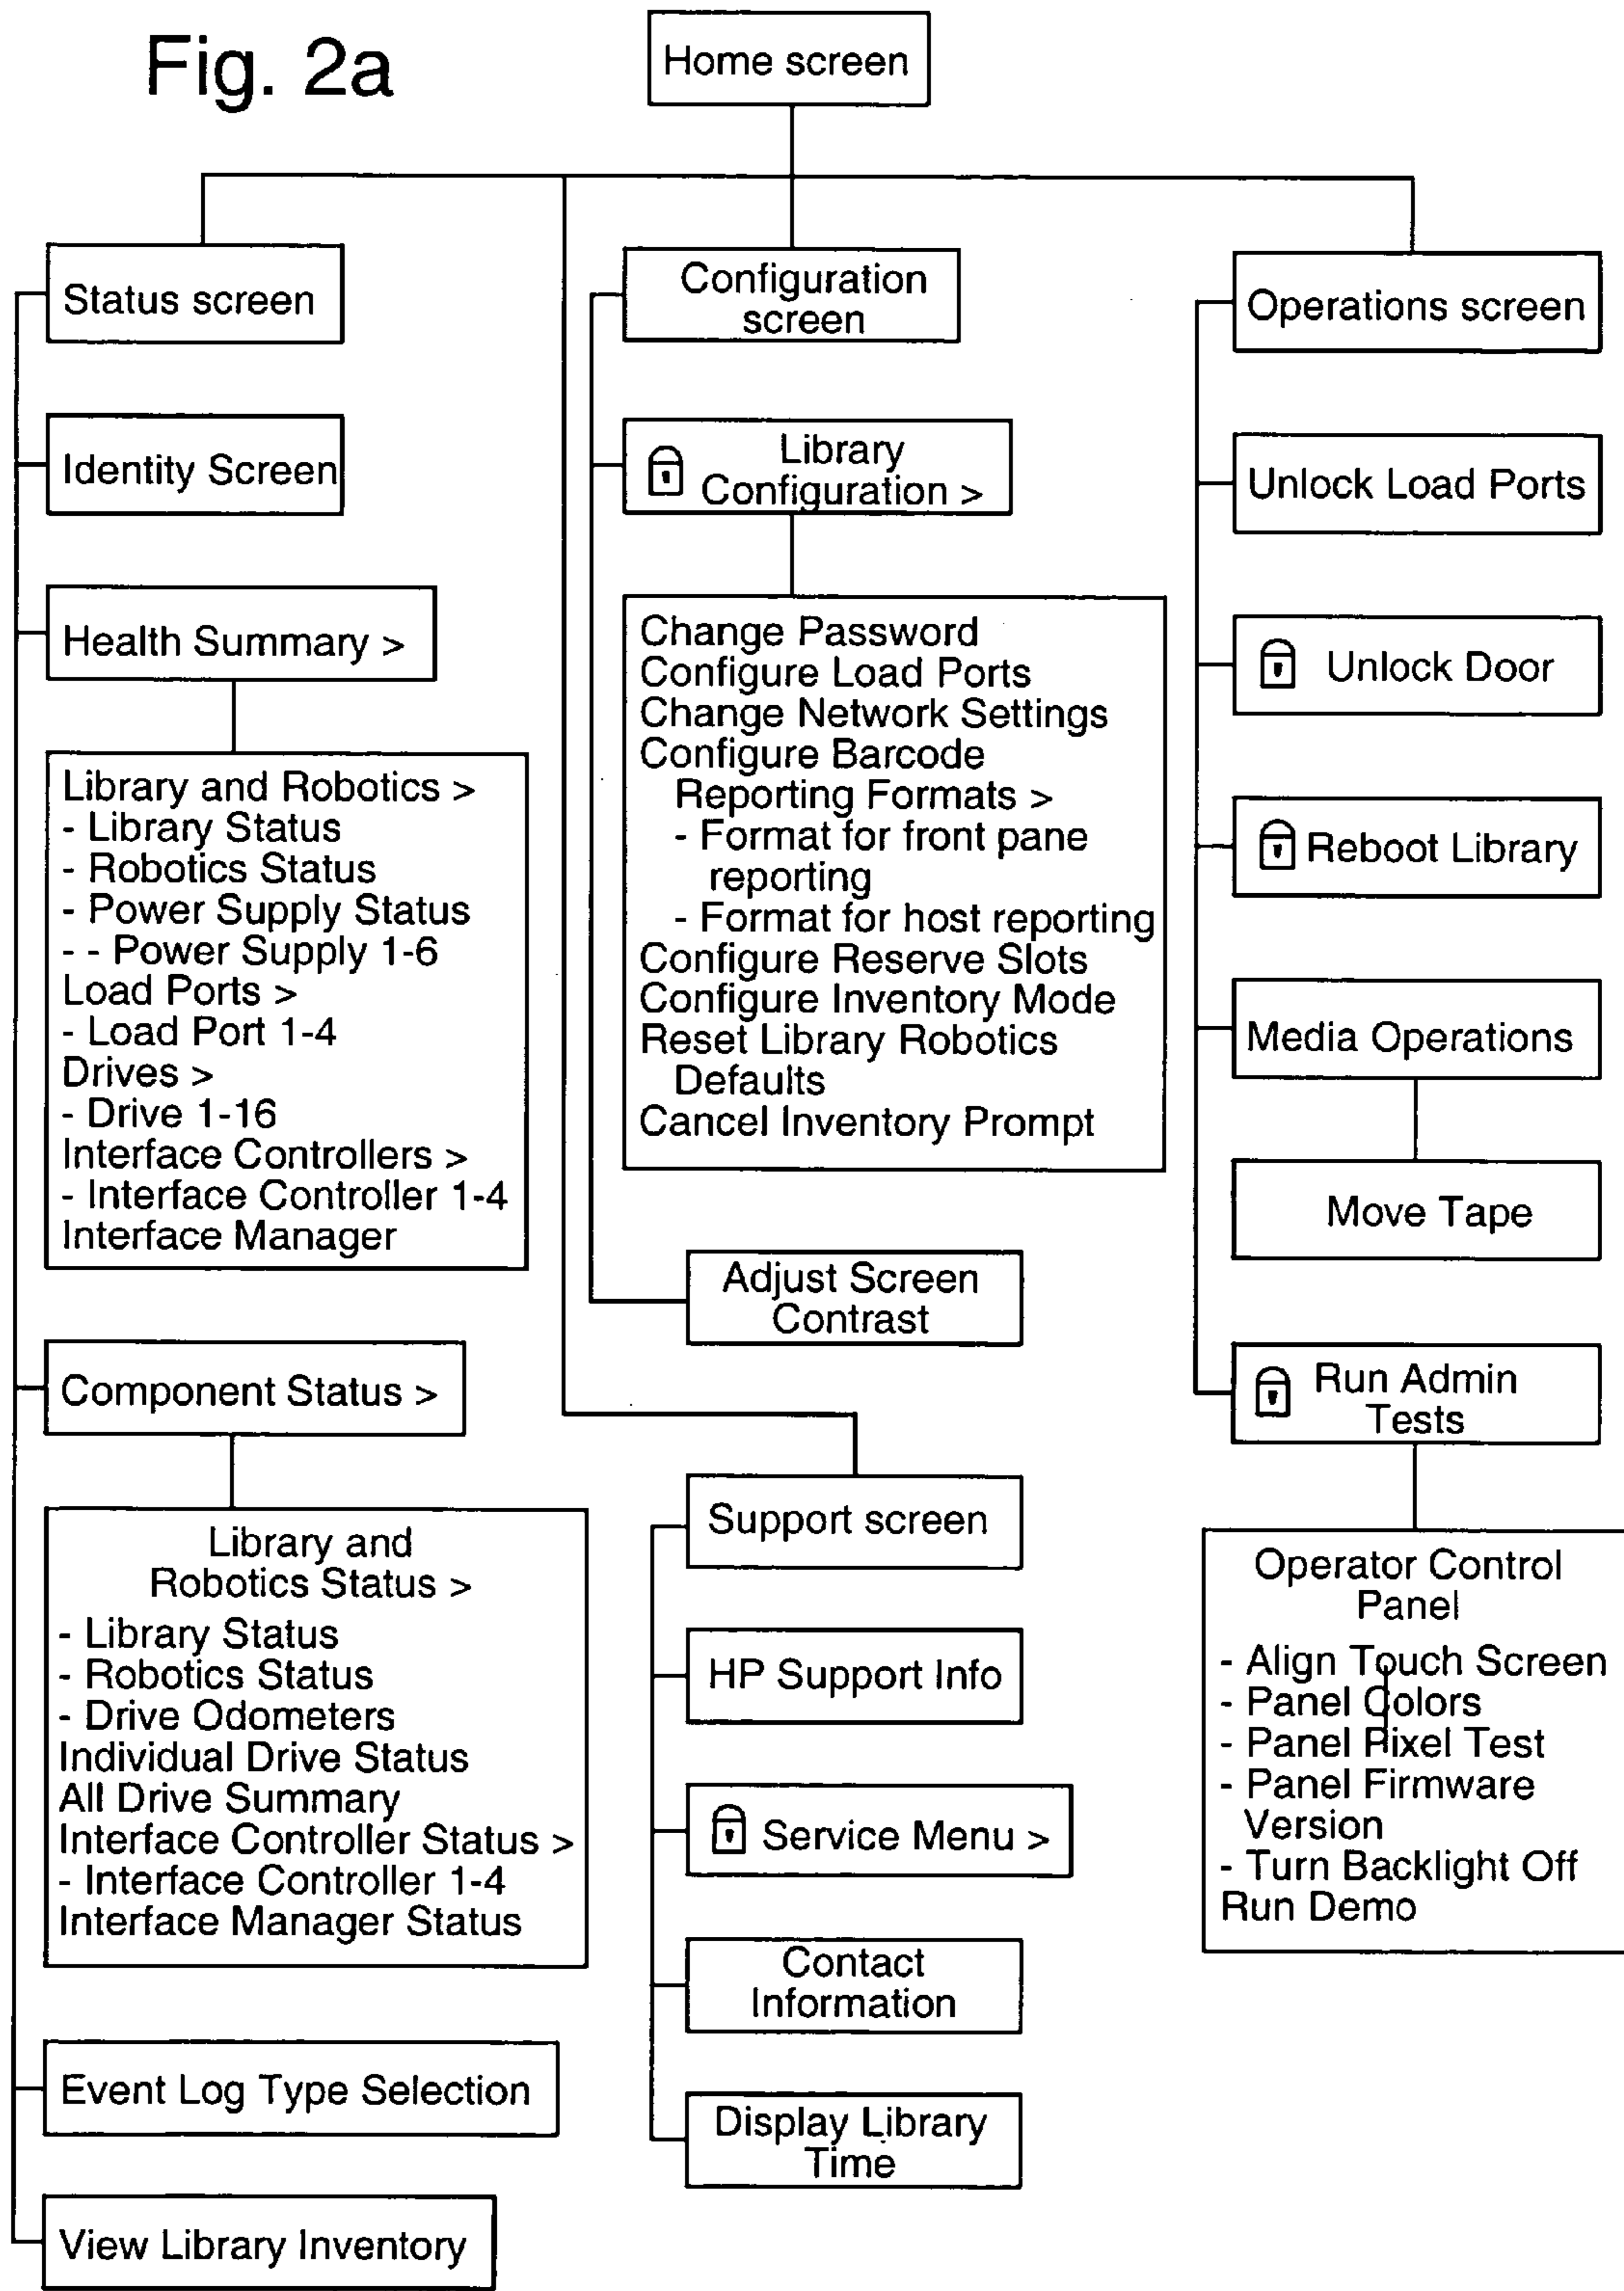 Fig. 2a
Home screen
Status screen
Identity Screen
Health Summary >
Library and Robotics >
- Library Status
- Robotics Status
- Power Supply Status
- - Power Supply 1-6
Load Ports >
- Load Port 1-4
Drives >
- Drive 1-16
Interface Controllers >
- Interface Controller 1-4
Interface Manager
Component Status >
Library and
Robotics Status >
- Library Status
- Robotics Status
- Drive Odometers
Individual Drive Status
All Drive Summary
Interface Controller Status >
- Interface Controller 1-4
Interface Manager Status
Event Log Type Selection
View Library Inventory
Configuration
screen
Library
Configuration >
Change Password
Configure Load Ports
Change Network Settings
Configure Barcode
Reporting Formats >
- Format for front pane
reporting
- Format for host reporting
Configure Reserve Slots
Configure Inventory Mode
Reset Library Robotics
Defaults
Cancel Inventory Prompt
Adjust Screen
Contrast
Support screen
HP Support Info
Service Menu >
Contact
Information
Display Library
Time
Operations screen
Unlock Load Ports
Unlock Door
Reboot Library
Media Operations
Move Tape
Run Admin
Tests
Operator Control
Panel
- Align Touch Screen
- Panel Colors
- Panel Pixel Test
- Panel Firmware
Version
- Turn Backlight Off
Run Demo